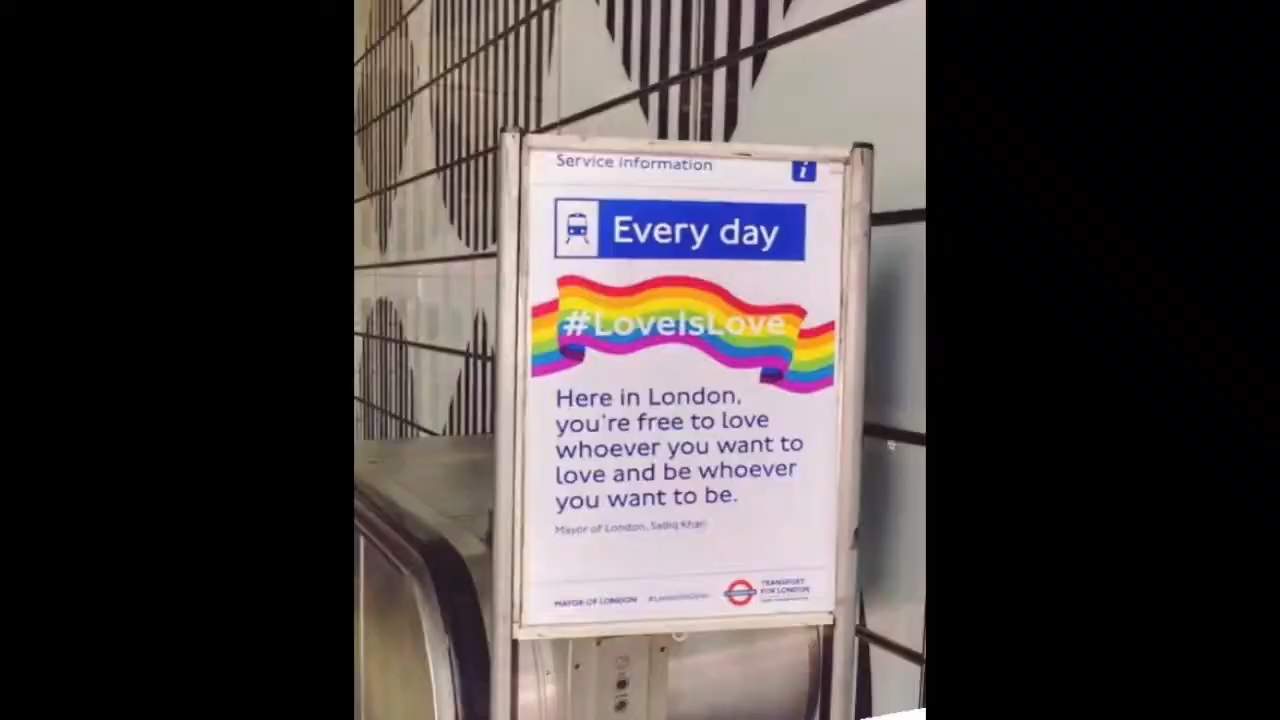 Service information
i
Every day
#LoveIsLove
Here in London,
you're free to love
whoever you want to
love and be whoever
you want to be.
Mayor of London, Sadiq Khan
MAYOR OF LONDON
TRANSPORT
FOR LONDON